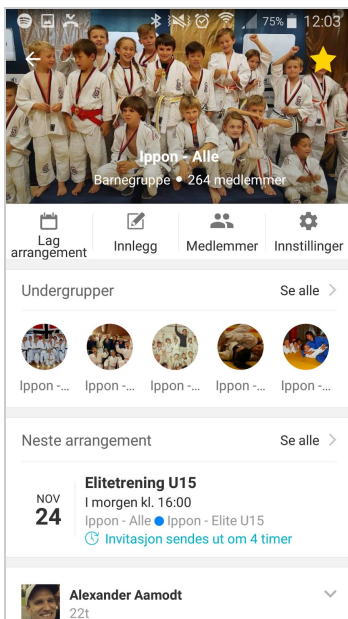 75% 12:03
Ippon - Alle
Barnegruppe • 264 medlemmer
Lag arrangement
Innlegg
Medlemmer
Innstillinger
Undergrupper
Se alle
Ippon -...
Ippon -...
Ippon -...
Ippon -...
Ippon -...
Neste arrangement
Se alle
NOV
24
Elitetrening U15
I morgen kl. 16:00
Ippon - Alle Ippon - Elite U15
Invitasjon sendes ut om 4 timer
Alexander Aamodt
22t